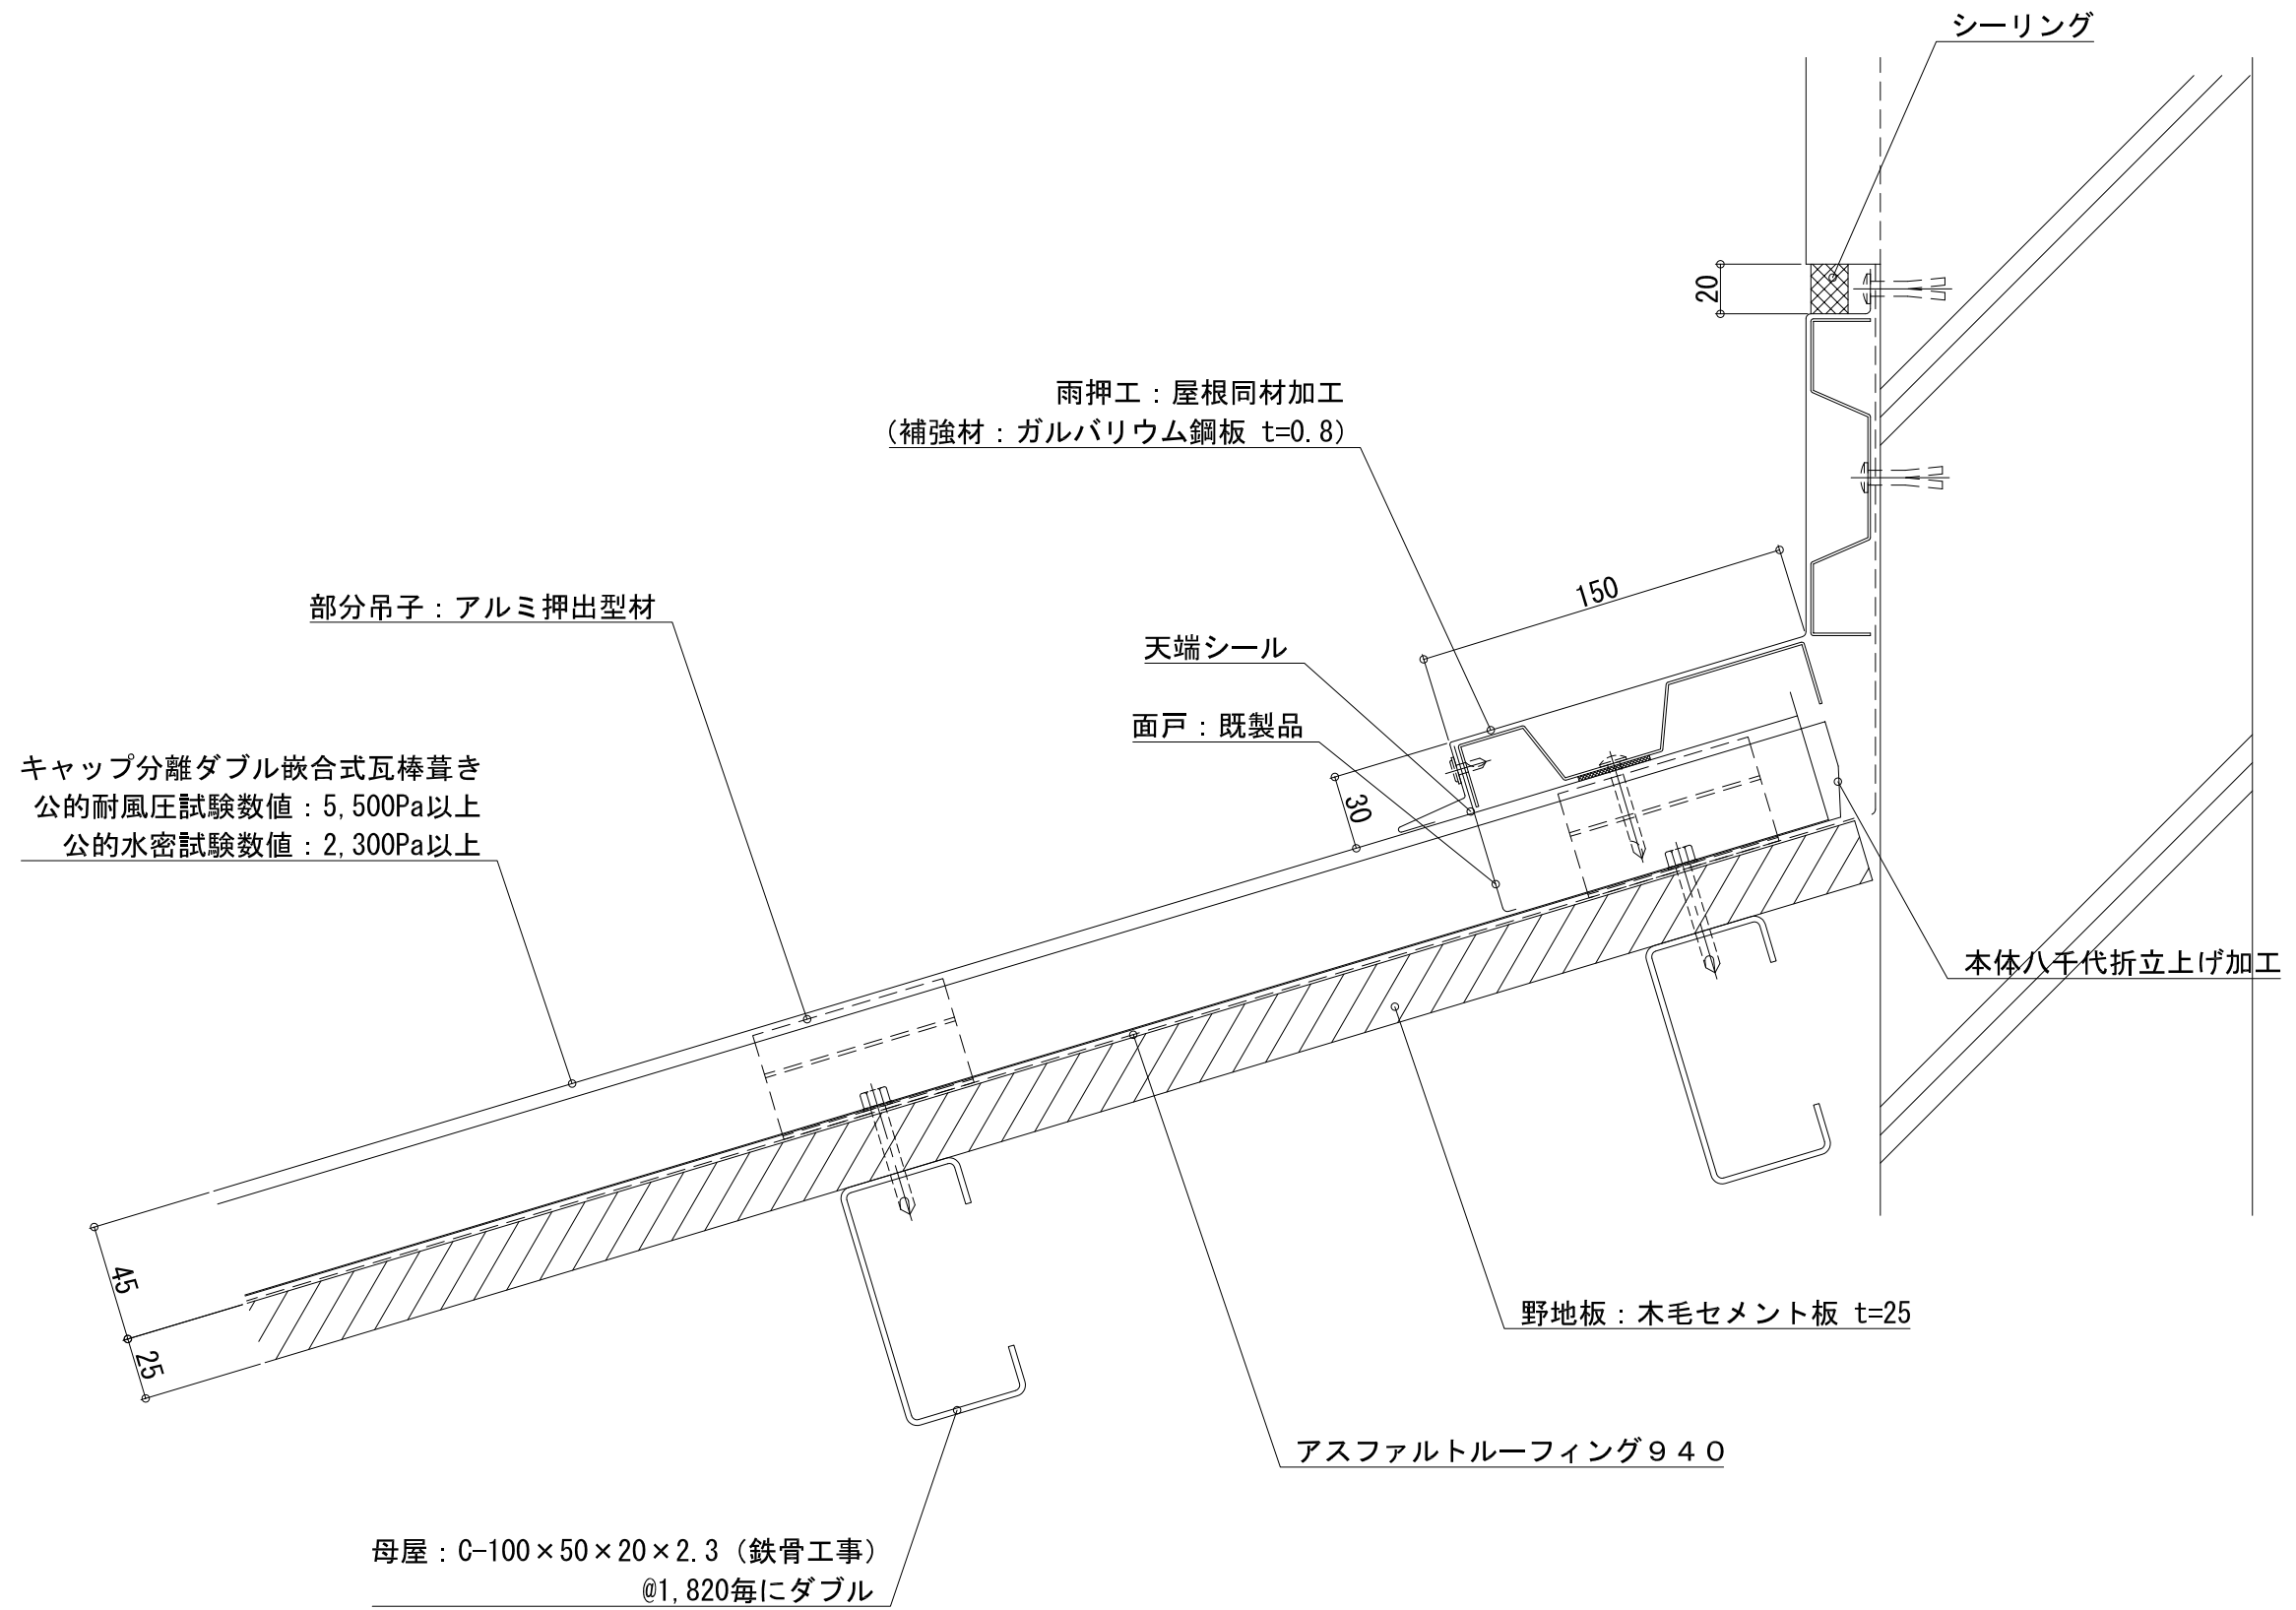 シーリング
20
雨押工：屋根同材加工
（補強材：ガルバリウム鋼板 t=0.8）
150
部分吊子：アルミ押出型材
天端シール
面戸：既製品
30
キャップ分離ダブル嵌合式瓦棒葺き
公的耐風圧試験数値：5,500Pa以上
公的水密試験数値：2,300Pa以上
本体八千代折立上げ加工
45
25
野地板：木毛セメント板 t=25
アスファルトルーフィング９４０
母屋：C-100×50×20×2.3（鉄骨工事）
@1,820毎にダブル